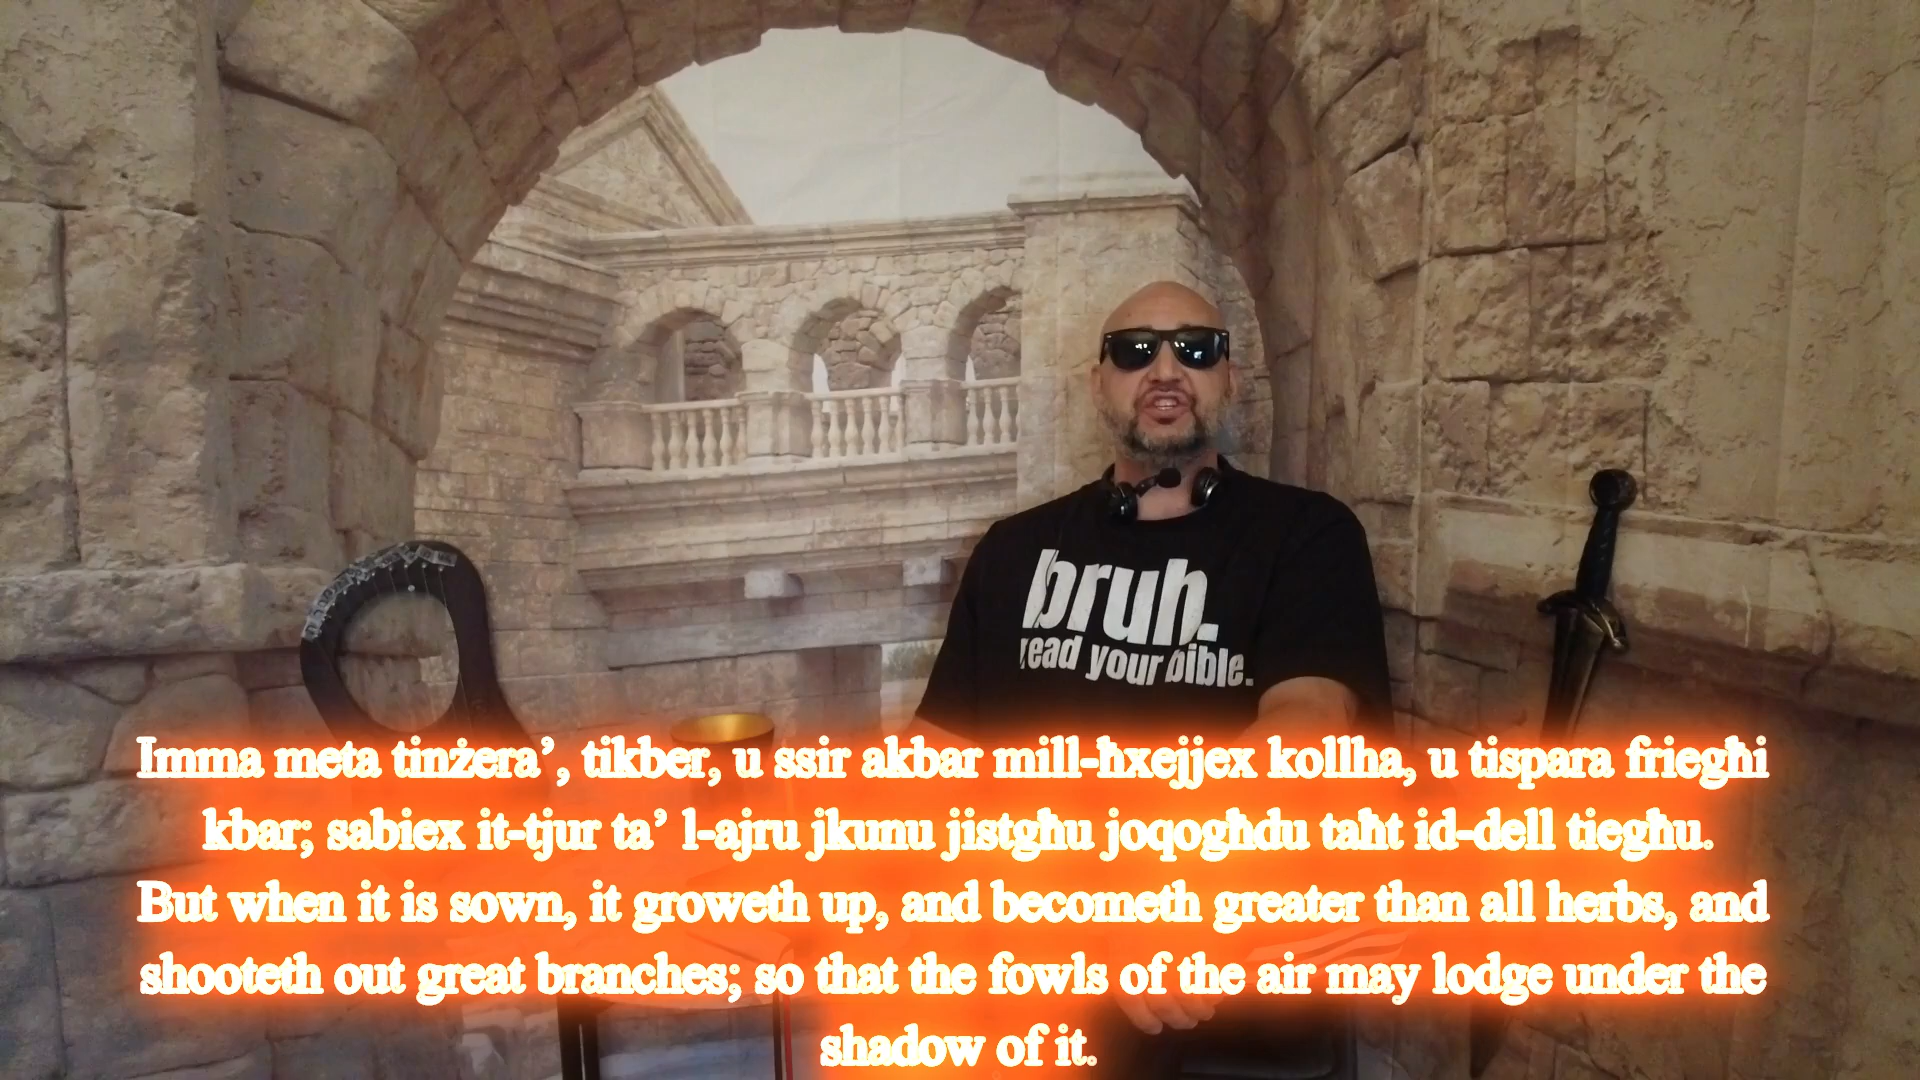 bruh.
read your bible.
Imma meta tinżera’, tikber, u ssir akbar mill-ħxejjex kollha, u tispara friegħi
kbar; sabiex it-tjur ta’ l-ajru jkunu jistgħu joqogħdu taħt id-dell tiegħu.
But when it is sown, it groweth up, and becometh greater than all herbs, and
shooteth out great branches; so that the fowls of the air may lodge under the
shadow of it.